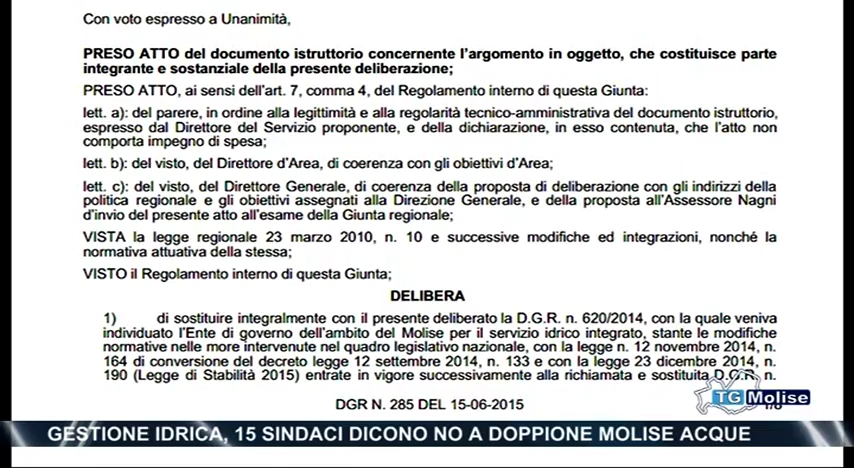 Con voto espresso a Unanimità,
PRESO ATTO del documento istruttorio concernente l'argomento in oggetto, che costituisce parte
integrante e sostanziale della presente deliberazione;
PRESO ATTO, ai sensi dell'art. 7, comma 4, del Regolamento interno di questa Giunta:
lett. a): del parere, in ordine alla legittimità e alla regolarità tecnico-amministrativa del documento istruttorio,
espresso dal Direttore del Servizio proponente, e della dichiarazione, in esso contenuta, che l'atto non
comporta impegno di spesa;
lett. b): del visto, del Direttore d'Area, di coerenza con gli obiettivi d'Area;
lett. c): del visto, del Direttore Generale, di coerenza della proposta di deliberazione con gli indirizzi della
politica regionale e gli obiettivi assegnati alla Direzione Generale, e della proposta all'Assessore Nagni
d'invio del presente atto all'esame della Giunta regionale;
VISTA la legge regionale 23 marzo 2010, n. 10 e successive modifiche ed integrazioni, nonché la
normativa attuativa della stessa;
VISTO il Regolamento interno di questa Giunta;
DELIBERA
1) di sostituire integralmente con il presente deliberato la D.G.R. n. 620/2014, con la quale veniva
individuato l'Ente di governo dell'ambito del Molise per il servizio idrico integrato, stante le modifiche
normative nelle more intervenute nel quadro legislativo nazionale, con la legge n. 12 novembre 2014, n.
164 di conversione del decreto legge 12 settembre 2014, n. 133 e con la legge 23 dicembre 2014, n.
190 (Legge di Stabilità 2015) entrate in vigore successivamente alla richiamata e sostituita D.G.R. n.
DGR N. 285 DEL 15-06-2015
TG Molise
GESTIONE IDRICA, 15 SINDACI DICONO NO A DOPPIONE MOLISE ACQUE